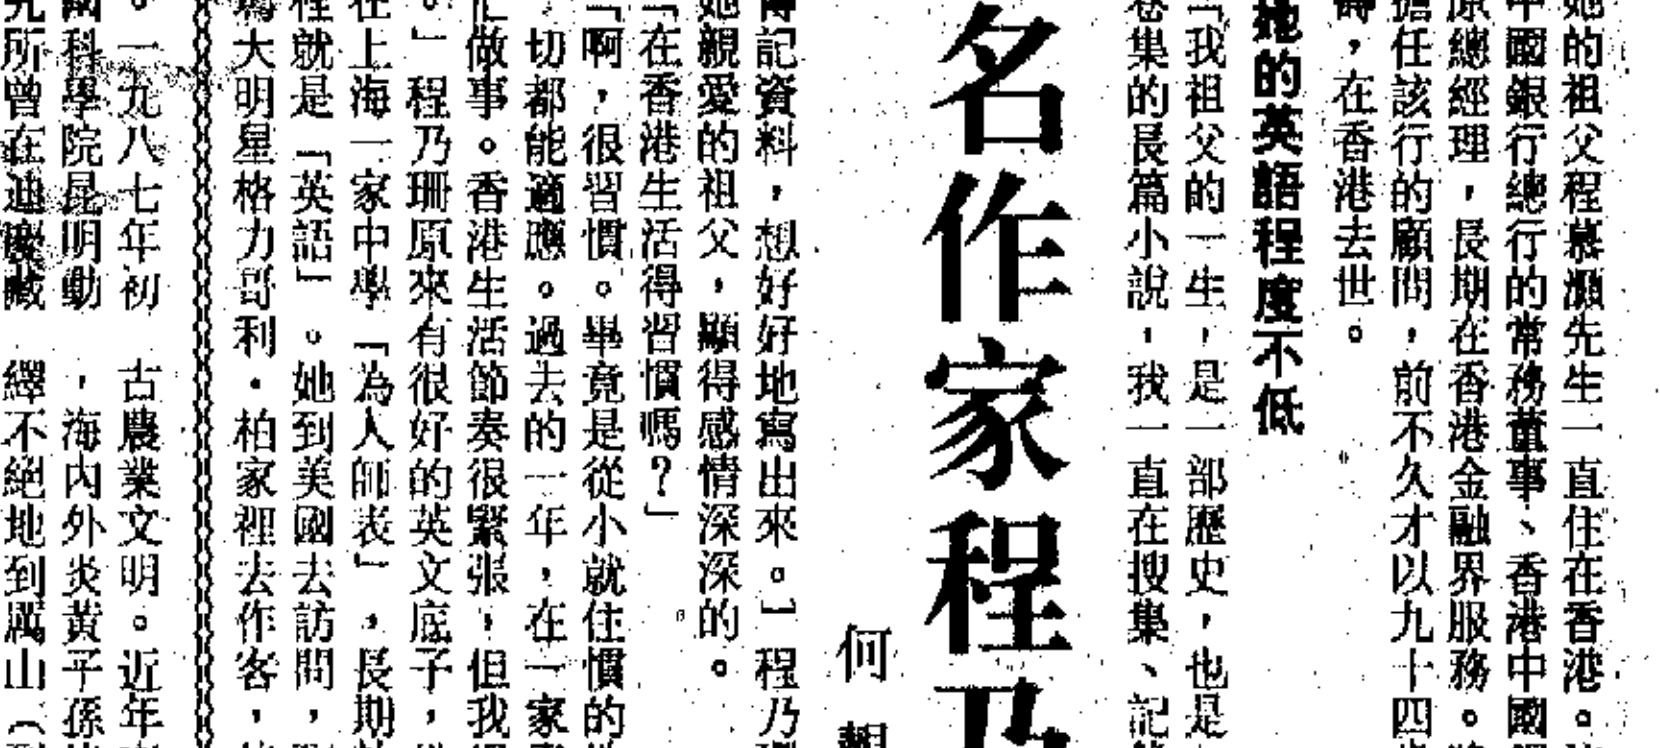 她的祖父程慕灝先生一直住在香港。
中國銀行總行的常務董事、香港中國
原總經理，長期在香港金融界服務。
擔任該行的顧問，前不久才以九十四
壽，在香港去世。
她的英語程度不低
「我祖父的一生，是一部歷史，也是
集的長篇小說，我一直在搜集、記
名作家程乃
何
傳記資料，想好好地寫出來。」程乃
她親愛的祖父，顯得感情深深的。
「在香港生活得習慣嗎？」
「啊，很習慣。畢竟是從小就住慣的
切都能適應。過去的一年，在一家
做事。香港生活節奏很緊張，但我
。」程乃珊原來有很好的英文底子，
在上海一家中學「為人師表」，長期
程就是「英語」。她到美國去訪問，
為大明星格力哥利·柏家裡去作客，
。一九八七年初
國科學院昆明動
所曾在迪慶藏
古農業文明。近年
，海內外炎黃子孫
繹不絕地到厲山（